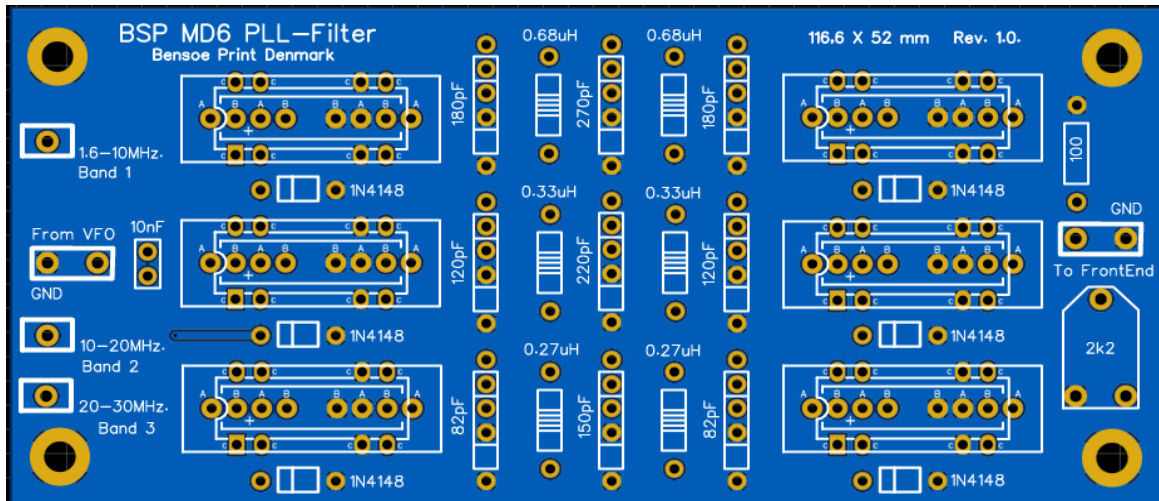 BSP MD6 PLL-Filter
Bensoe Print Denmark
116.6 X 52 mm Rev. 1.0.
0.68uH
0.68uH
180pF
270pF
180pF
C C C C
A B A B B A B A
+
C C C C
C C C C
A B A B B A B A
+
C C C C
1.6-10MHz.
Band 1
100
1N4148
1N4148
0.33uH
0.33uH
120pF
220pF
120pF
From VFO
10nF
GND
C C C C
A B A B B A B A
+
C C C C
C C C C
A B A B B A B A
+
C C C C
GND
To FrontEnd
10-20MHz.
Band 2
1N4148
1N4148
2k2
0.27uH
0.27uH
82pF
150pF
82pF
20-30MHz.
Band 3
C C C C
A B A B B A B A
+
C C C C
C C C C
A B A B B A B A
+
C C C C
1N4148
1N4148